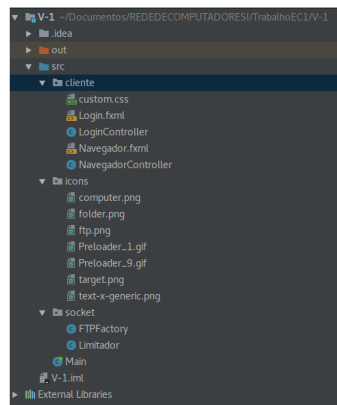 V-1 ~/Documentos/REDEDECOMPUTADORESI/TrabalhoEC1/V-1
.idea
out
src
cliente
custom.css
Login.fxml
LoginController
Navegador.fxml
NavegadorController
icons
computer.png
folder.png
ftp.png
Preloader_1.gif
Preloader_9.gif
target.png
text-x-generic.png
socket
FTPFactory
Limitador
Main
V-1.iml
External Libraries